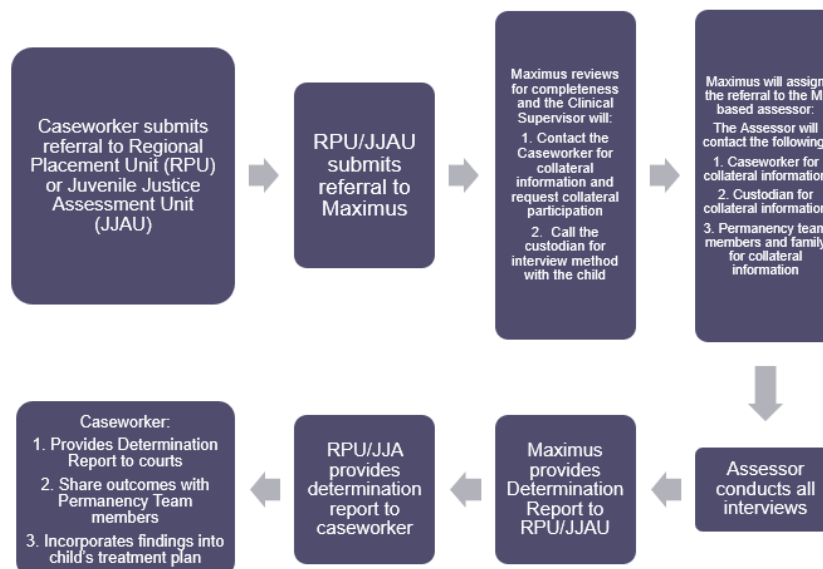 Caseworker submits
referral to Regional
Placement Unit (RPU)
or Juvenile Justice
Assessment Unit
(JJAU)
RPU/JJAU
submits
referral to
Maximus
Maximus reviews
for completeness
and the Clinical
Supervisor will:
1. Contact the
Caseworker for
collateral
information and
request collateral
participation
2. Call the
custodian for
interview method
with the child
Maximus will assign
the referral to the
based assessor:
The Assessor will
contact the following
1. Caseworker for
collateral information
2. Custodian for
collateral information
3. Permanency team
members and family
for collateral
information
Assessor
conducts all
interviews
Maximus
provides
Determination
Report to
RPU/JJAU
RPU/JJA
provides
determination
report to
caseworker
Caseworker:
1. Provides Determination
Report to courts
2. Share outcomes with
Permanency Team
members
3. Incorporates findings into
child's treatment plan